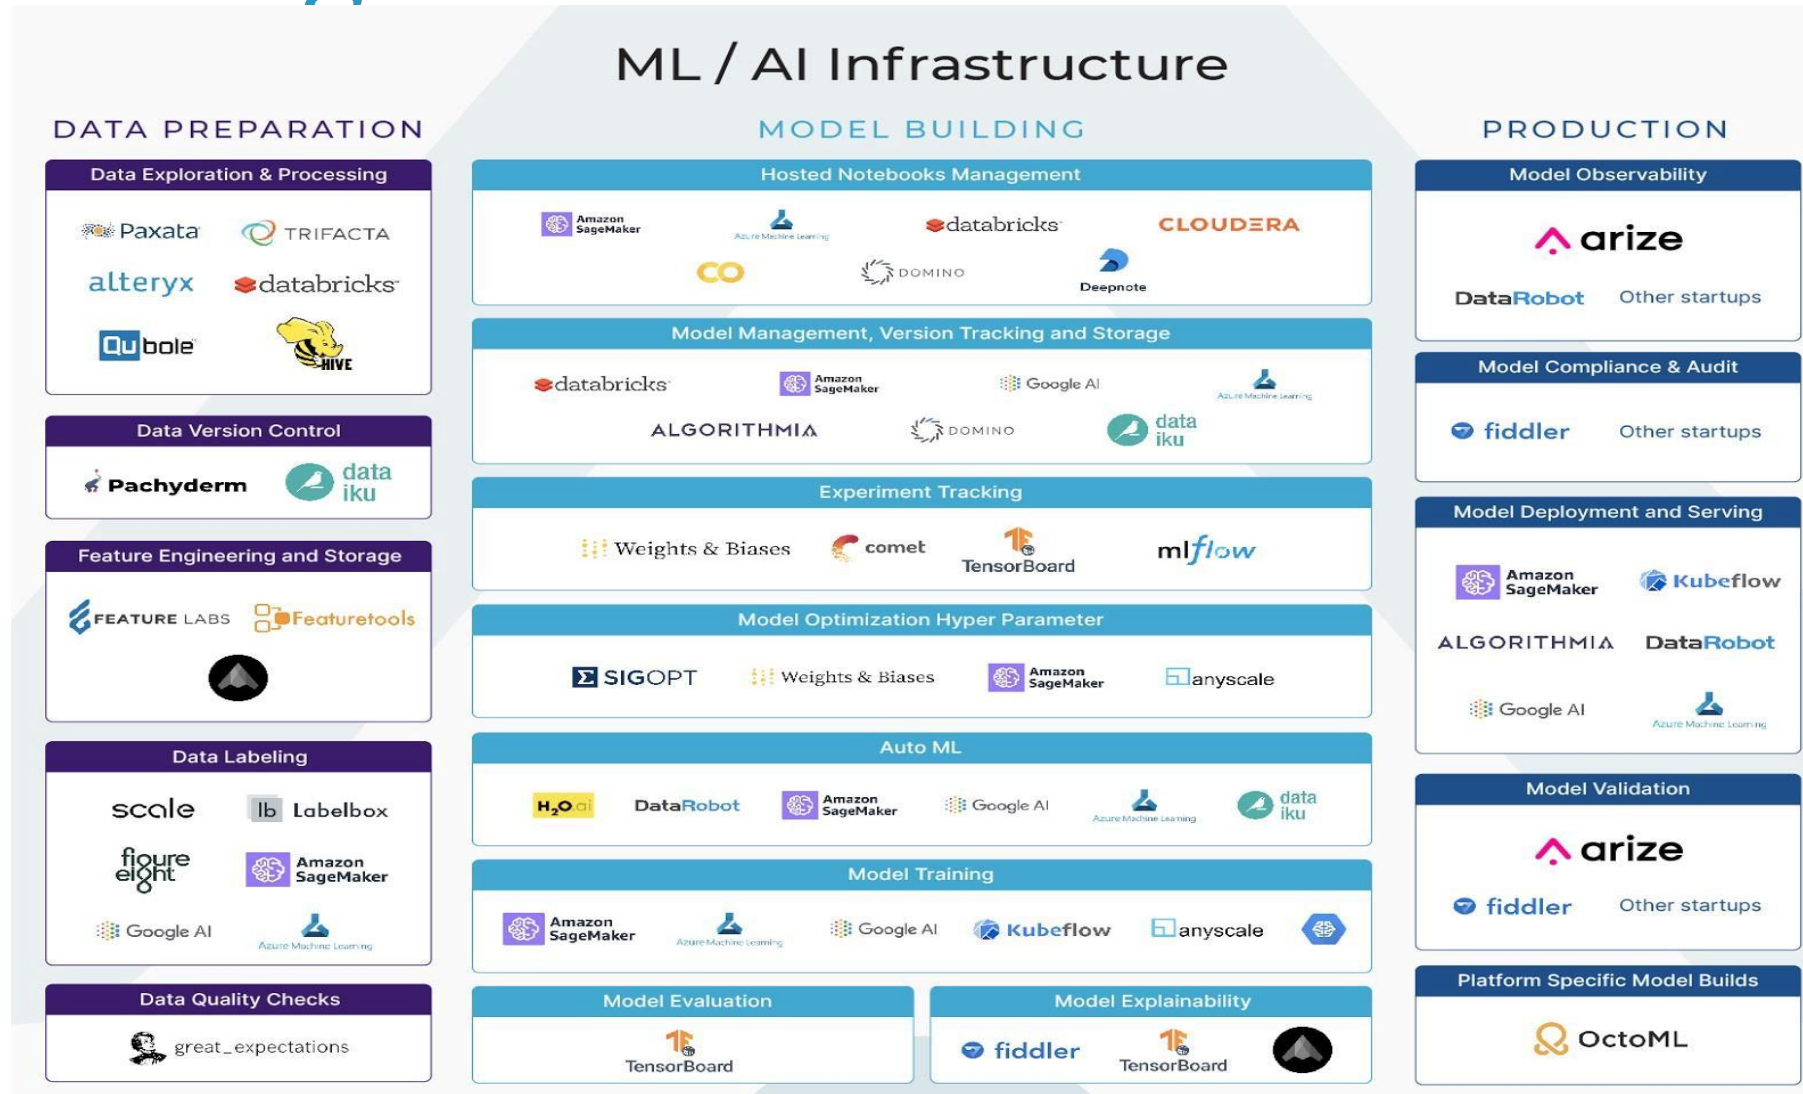 ML / AI Infrastructure
DATA PREPARATION
Data Exploration & Processing
Paxata
TRIFACTA
alteryx
databricks
Qubole
HIVE
Data Version Control
Pachyderm
data
iku
Feature Engineering and Storage
FEATURE LABS
Featuretools
Data Labeling
scale
lb Labelbox
figure
eight
Amazon
SageMaker
Google AI
Azure Machine Learning
Data Quality Checks
great_expectations
MODEL BUILDING
Hosted Notebooks Management
Amazon
SageMaker
Azure Machine Learning
databricks
CLOUDERA
CO
DOMINO
Deepnote
Model Management, Version Tracking and Storage
databricks
Amazon
SageMaker
Google AI
Azure Machine Learning
ALGORITHMIA
DOMINO
data
iku
Experiment Tracking
Weights & Biases
comet
TensorBoard
mlflow
Model Optimization Hyper Parameter
SIGOPT
Weights & Biases
Amazon
SageMaker
anyscale
Auto ML
H2O.ai
DataRobot
Amazon
SageMaker
Google AI
Azure Machine Learning
data
iku
Model Training
Amazon
SageMaker
Azure Machine Learning
Google AI
Kubeflow
anyscale
Model Evaluation
TensorBoard
Model Explainability
fiddler
TensorBoard
PRODUCTION
Model Observability
arize
DataRobot
Other startups
Model Compliance & Audit
fiddler
Other startups
Model Deployment and Serving
Amazon
SageMaker
Kubeflow
ALGORITHMIA
DataRobot
Google AI
Azure Machine Learning
Model Validation
arize
fiddler
Other startups
Platform Specific Model Builds
OctoML